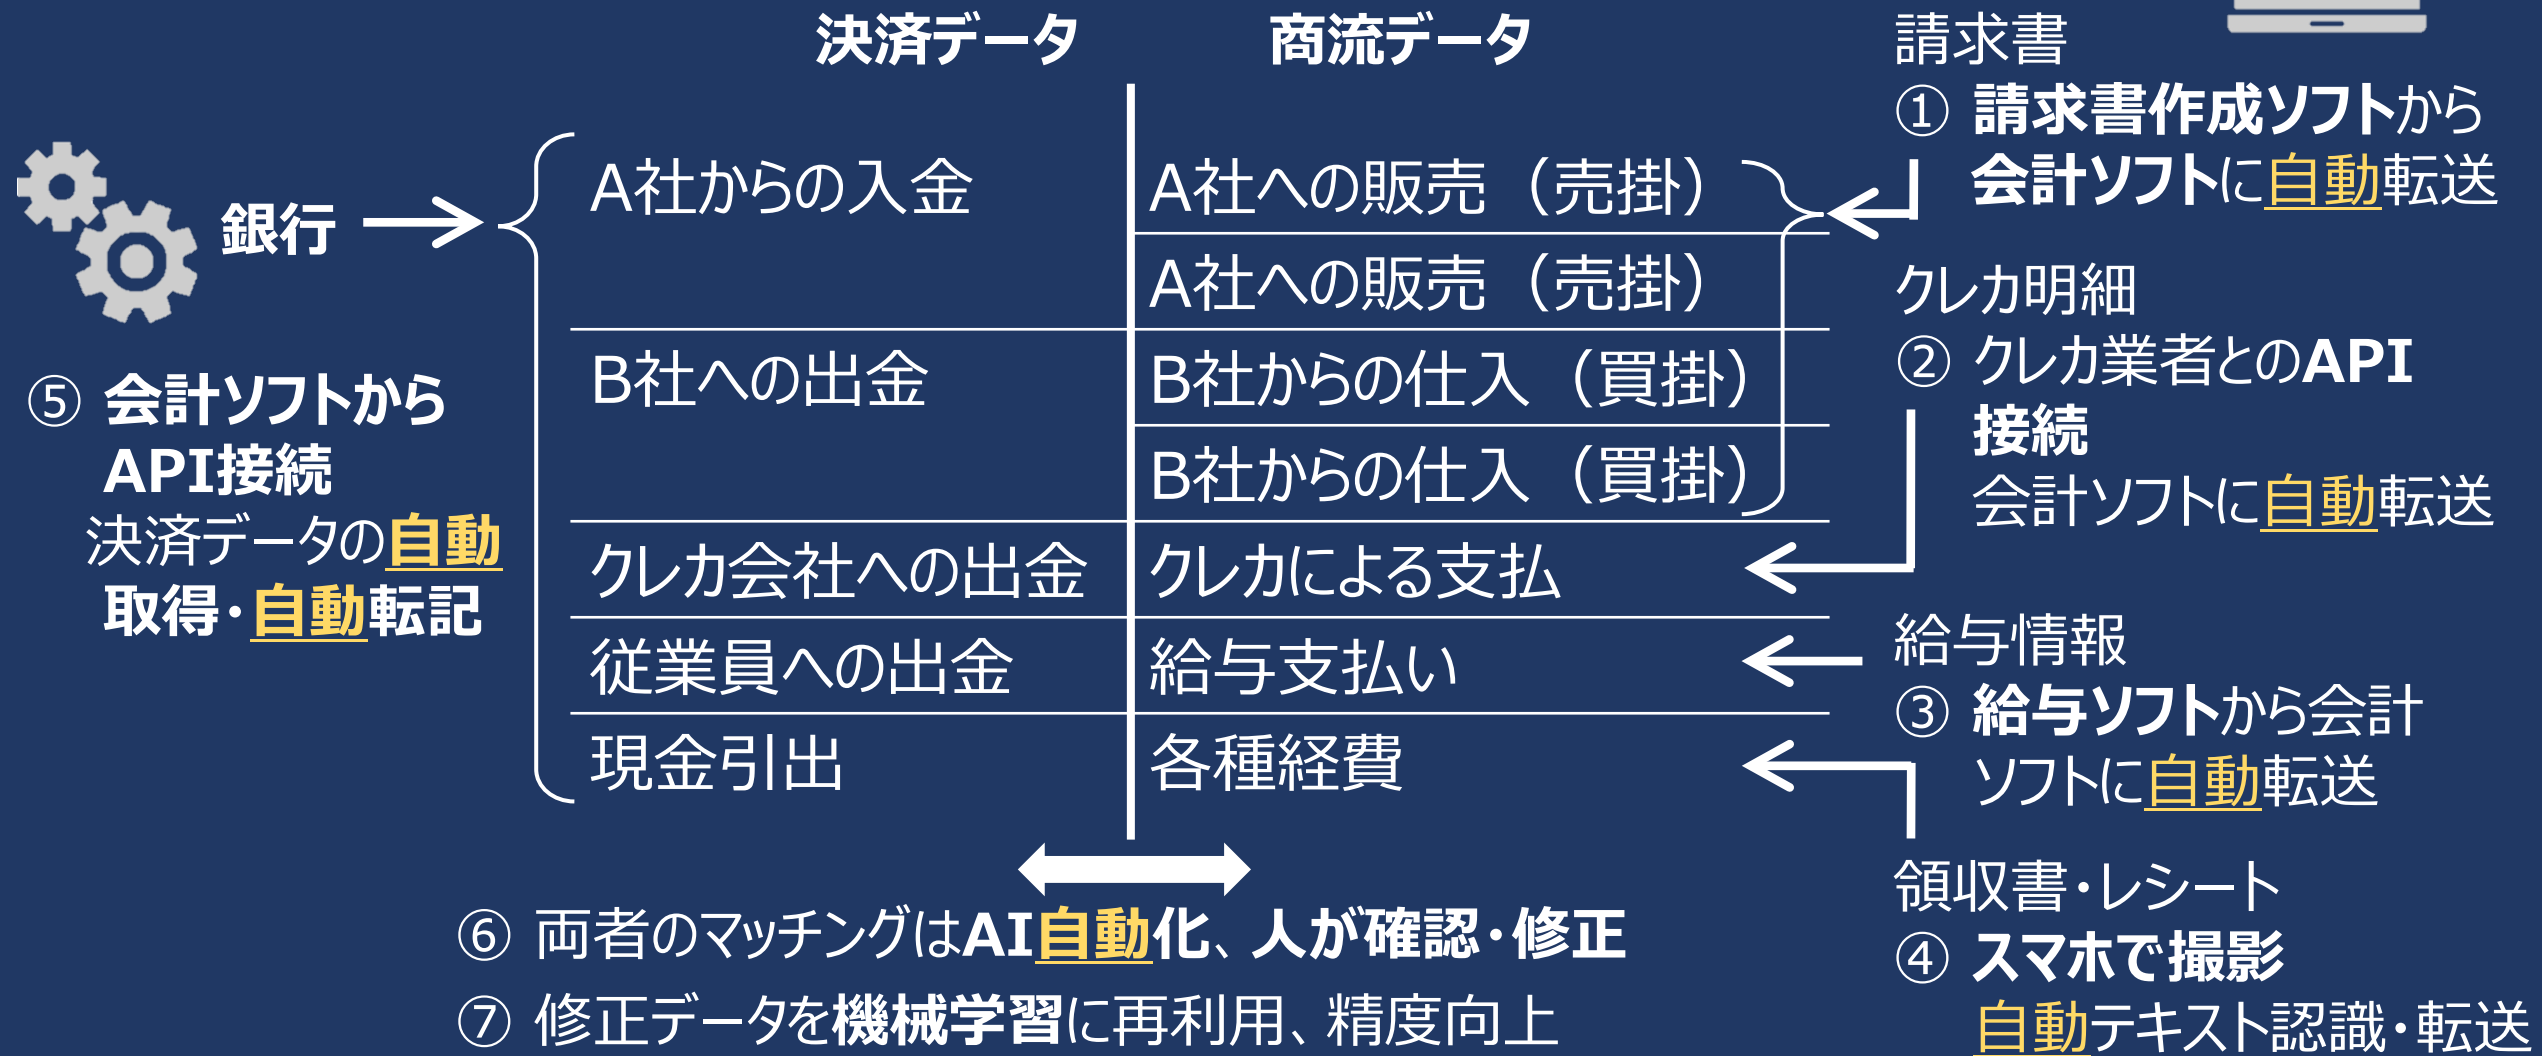 決済データ
商流データ
銀行
⑤ 会計ソフトから
API接続
決済データの自動
取得・自動転記
A社からの入金
A社への販売（売掛）
A社への販売（売掛）
B社への出金
B社からの仕入（買掛）
B社からの仕入（買掛）
クレカ会社への出金
クレカによる支払
従業員への出金
給与支払い
現金引出
各種経費
請求書
① 請求書作成ソフトから
会計ソフトに自動転送
クレカ明細
② クレカ業者とのAPI
接続
会計ソフトに自動転送
給与情報
③ 給与ソフトから会計
ソフトに自動転送
領収書・レシート
④ スマホで撮影
自動テキスト認識・転送
⑥ 両者のマッチングはAI自動化、人が確認・修正
⑦ 修正データを機械学習に再利用、精度向上